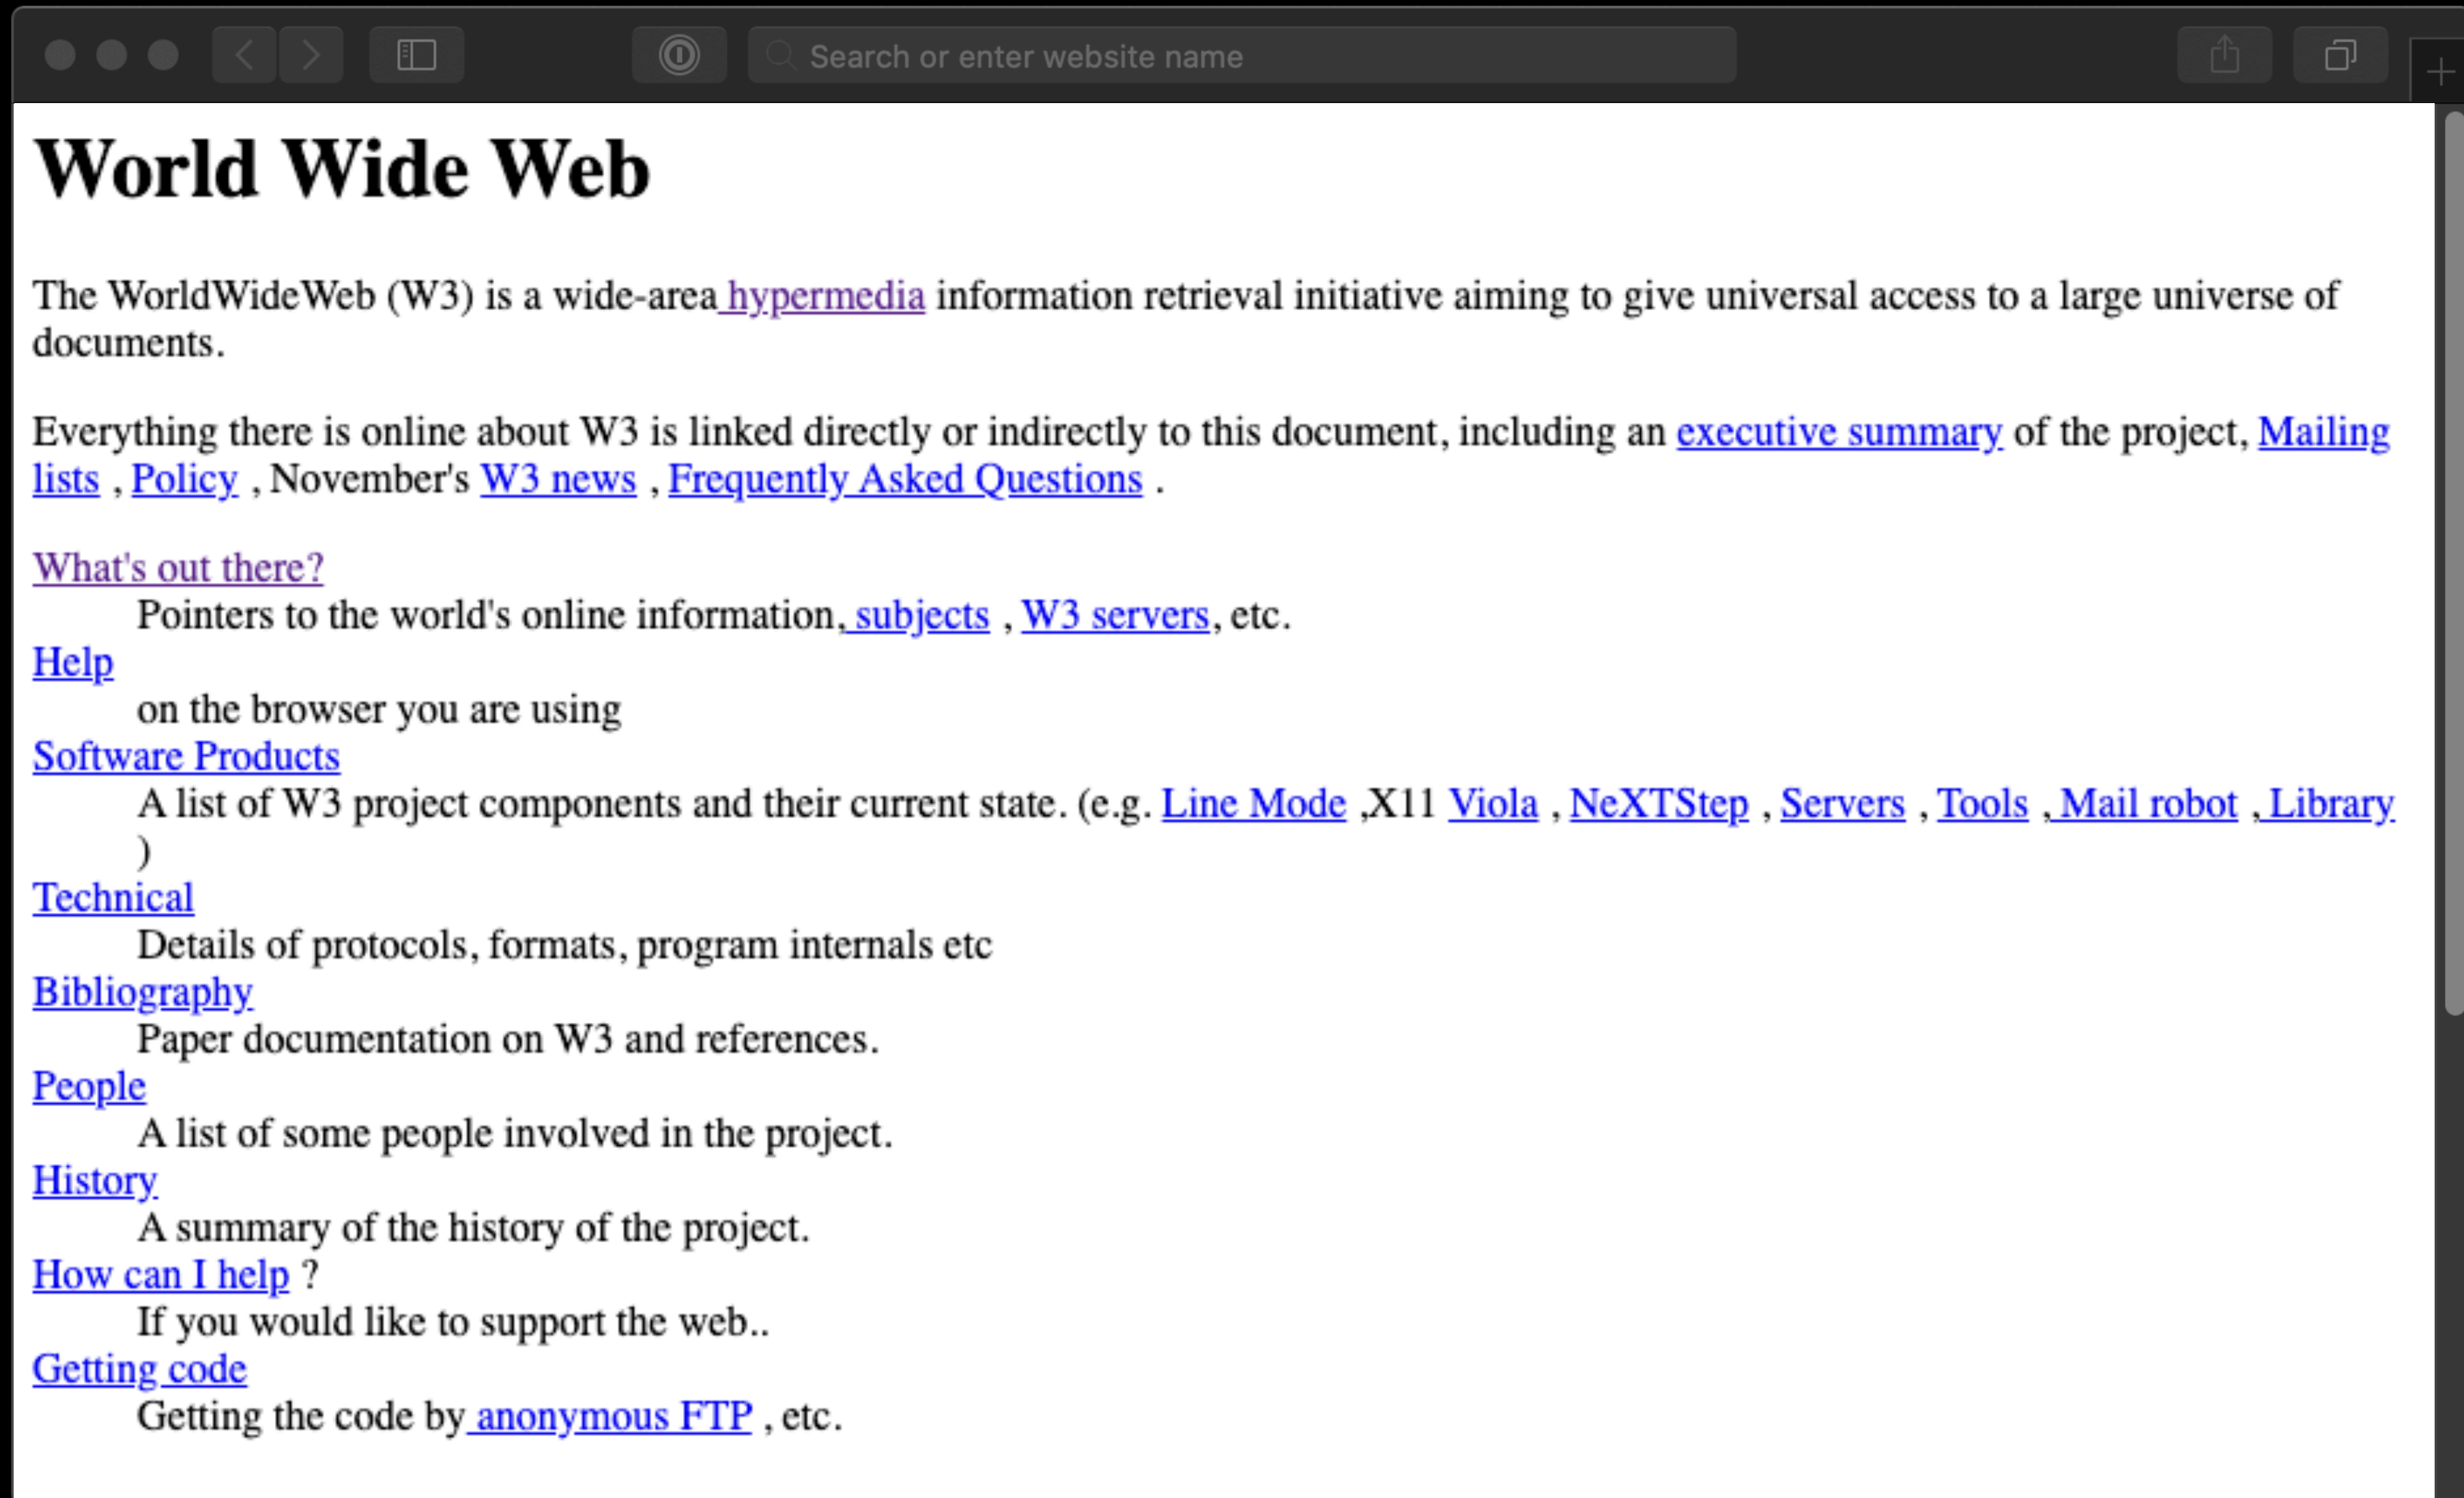 Search or enter website name
World Wide Web
The WorldWideWeb (W3) is a wide-area hypermedia information retrieval initiative aiming to give universal access to a large universe of
documents.
Everything there is online about W3 is linked directly or indirectly to this document, including an executive summary of the project, Mailing
lists , Policy , November's W3 news , Frequently Asked Questions .
What's out there?
Pointers to the world's online information, subjects , W3 servers, etc.
Help
on the browser you are using
Software Products
A list of W3 project components and their current state. (e.g. Line Mode ,X11 Viola , NeXTStep , Servers , Tools , Mail robot , Library
)
Technical
Details of protocols, formats, program internals etc
Bibliography
Paper documentation on W3 and references.
People
A list of some people involved in the project.
History
A summary of the history of the project.
How can I help ?
If you would like to support the web..
Getting code
Getting the code by anonymous FTP , etc.